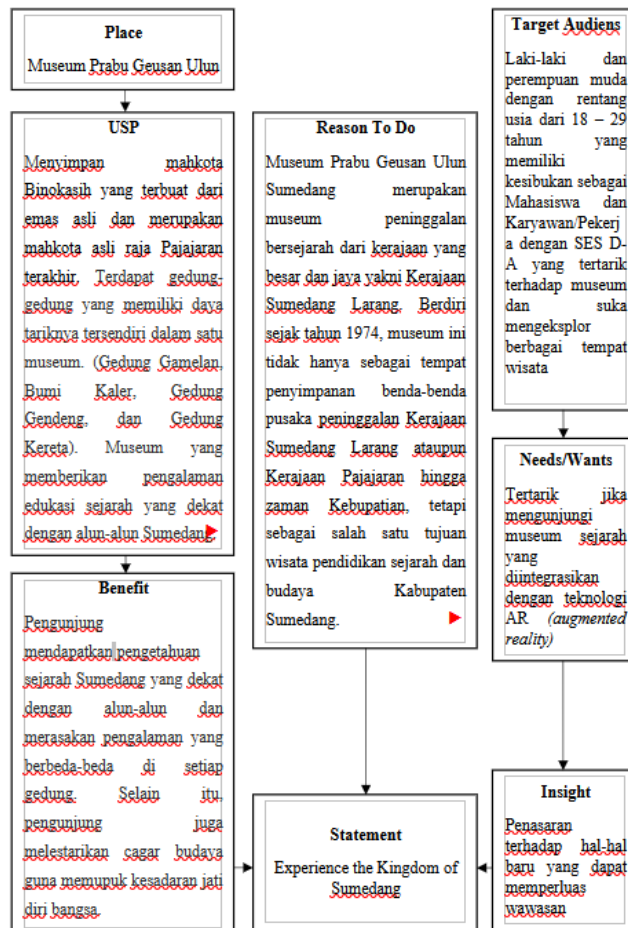 Place
Museum Prabu Geusan Ulun
USP
Menyimpan mahkota
Binokasih yang terbuat dari
emas asli dan merupakan
mahkota asli raja Pajajaran
terakhir. Terdapat gedung-
gedung yang memiliki daya
tariknya tersendiri dalam satu
museum. (Gedung Gamelan,
Bumi Kaler, Gedung
Gendeng, dan Gedung
Kereta). Museum yang
memberikan pengalaman
edukasi sejarah yang dekat
dengan alun-alun Sumedang.
Benefit
Pengunjung
mendapatkan pengetahuan
sejarah Sumedang yang dekat
dengan alun-alun dan
merasakan pengalaman yang
berbeda-beda di setiap
gedung. Selain itu,
pengunjung juga
melestarikan cagar budaya
guna memupuk kesadaran jati
diri bangsa.
Reason To Do
Museum Prabu Geusan Ulun
Sumedang merupakan
museum peninggalan
bersejarah dari kerajaan yang
besar dan jaya yakni Kerajaan
Sumedang Larang. Berdiri
sejak tahun 1974, museum ini
tidak hanya sebagai tempat
penyimpanan benda-benda
pusaka peninggalan Kerajaan
Sumedang Larang ataupun
Kerajaan Pajajaran hingga
zaman Kebupatian, tetapi
sebagai salah satu tujuan
wisata pendidikan sejarah dan
budaya Kabupaten
Sumedang.
Statement
Experience the Kingdom of
Sumedang
Target Audiens
Laki-laki dan
perempuan muda
dengan rentang
usia dari 18 – 29
tahun yang
memiliki
kesibukan sebagai
Mahasiswa dan
Karyawan/Pekerj
a dengan SES D-
A yang tertarik
terhadap museum
dan suka
mengeksplor
berbagai tempat
wisata
Needs/Wants
Tertarik jika
mengunjungi
museum sejarah
yang
diintegrasikan
dengan teknologi
AR (augmented
reality)
Insight
Penasaran
terhadap hal-hal
baru yang dapat
memperluas
wawasan